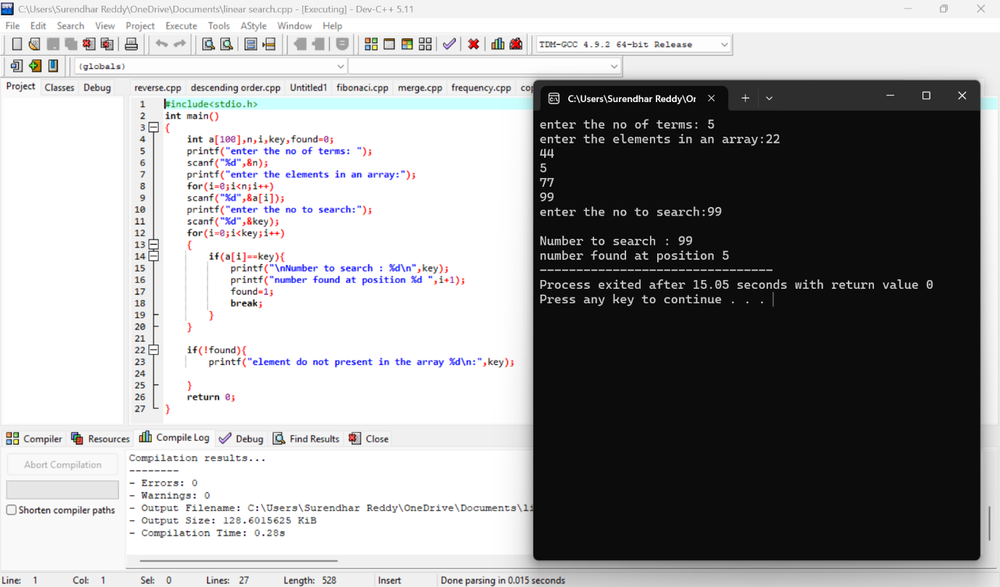 C:\Users\Surendhar Reddy\OneDrive\Documents\linear search.cpp - [Executing] - Dev-C++ 5.11
File Edit Search View Project Execute Tools AStyle Window Help
TDM-GCC 4.9.2 64-bit Release
(globals)
Project Classes Debug
reverse.cpp descending order.cpp Untitled1 fibonaci.cpp merge.cpp frequency.cpp cop
1 #include<stdio.h>
2 int main()
3 {
4 int a[100],n,i,key,found=0;
5 printf("enter the no of terms: ");
6 scanf("%d",&n);
7 printf("enter the elements in an array:");
8 for(i=0;i<n;i++)
9 scanf("%d",&a[i]);
10 printf("enter the no to search:");
11 scanf("%d",&key);
12 for(i=0;i<key;i++)
13 {
14 if(a[i]==key){
15 printf("\nNumber to search : %d\n",key);
16 printf("number found at position %d ",i+1);
17 found=1;
18 break;
19 }
20 }
21
22 if(!found){
23 printf("element do not present in the array %d\n:",key);
24
25 }
26 return 0;
27 }
C:\Users\Surendhar Reddy\Or
enter the no of terms: 5
enter the elements in an array:22
44
5
77
99
enter the no to search:99
Number to search : 99
number found at position 5
--------------------------------
Process exited after 15.05 seconds with return value 0
Press any key to continue . . .
Compiler Resources Compile Log Debug Find Results Close
Abort Compilation
Shorten compiler paths
Compilation results...
--------
- Errors: 0
- Warnings: 0
- Output Filename: C:\Users\Surendhar Reddy\OneDrive\Documents\li
- Output Size: 128.6015625 KiB
- Compilation Time: 0.28s
Line: 1 Col: 1 Sel: 0 Lines: 27 Length: 528 Insert Done parsing in 0.015 seconds